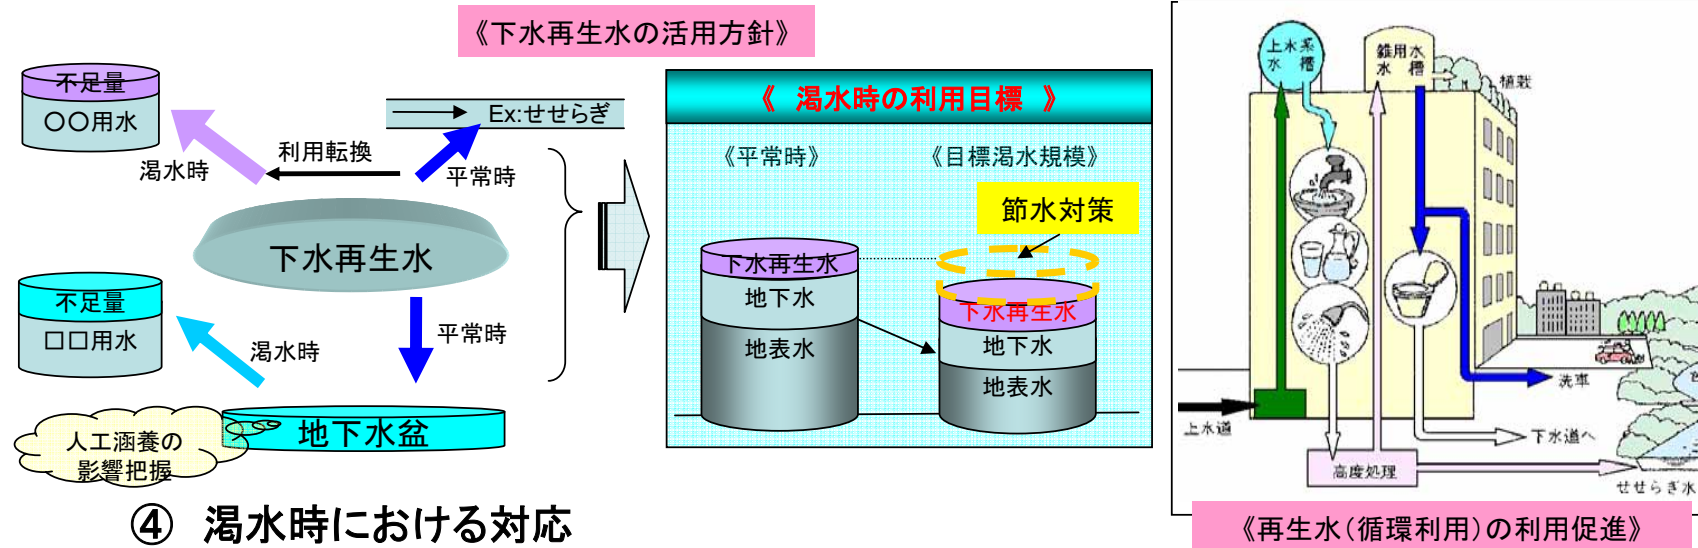 《下水再生水の活用方針》
不足量
〇〇用水
渇水時
利用転換
Ex:せせらぎ
平常時
下水再生水
不足量
□□用水
渇水時
平常時
地下水盆
人工涵養の
影響把握
④ 渇水時における対応
《 渇水時の利用目標 》
《平常時》
《目標渇水規模》
節水対策
下水再生水
地下水
地表水
下水再生水
地下水
地表水
上水系
水槽
雑用水
水槽
植栽
洗車
上水道
下水道へ
高度処理
せせらぎ水
《再生水(循環利用)の利用促進》